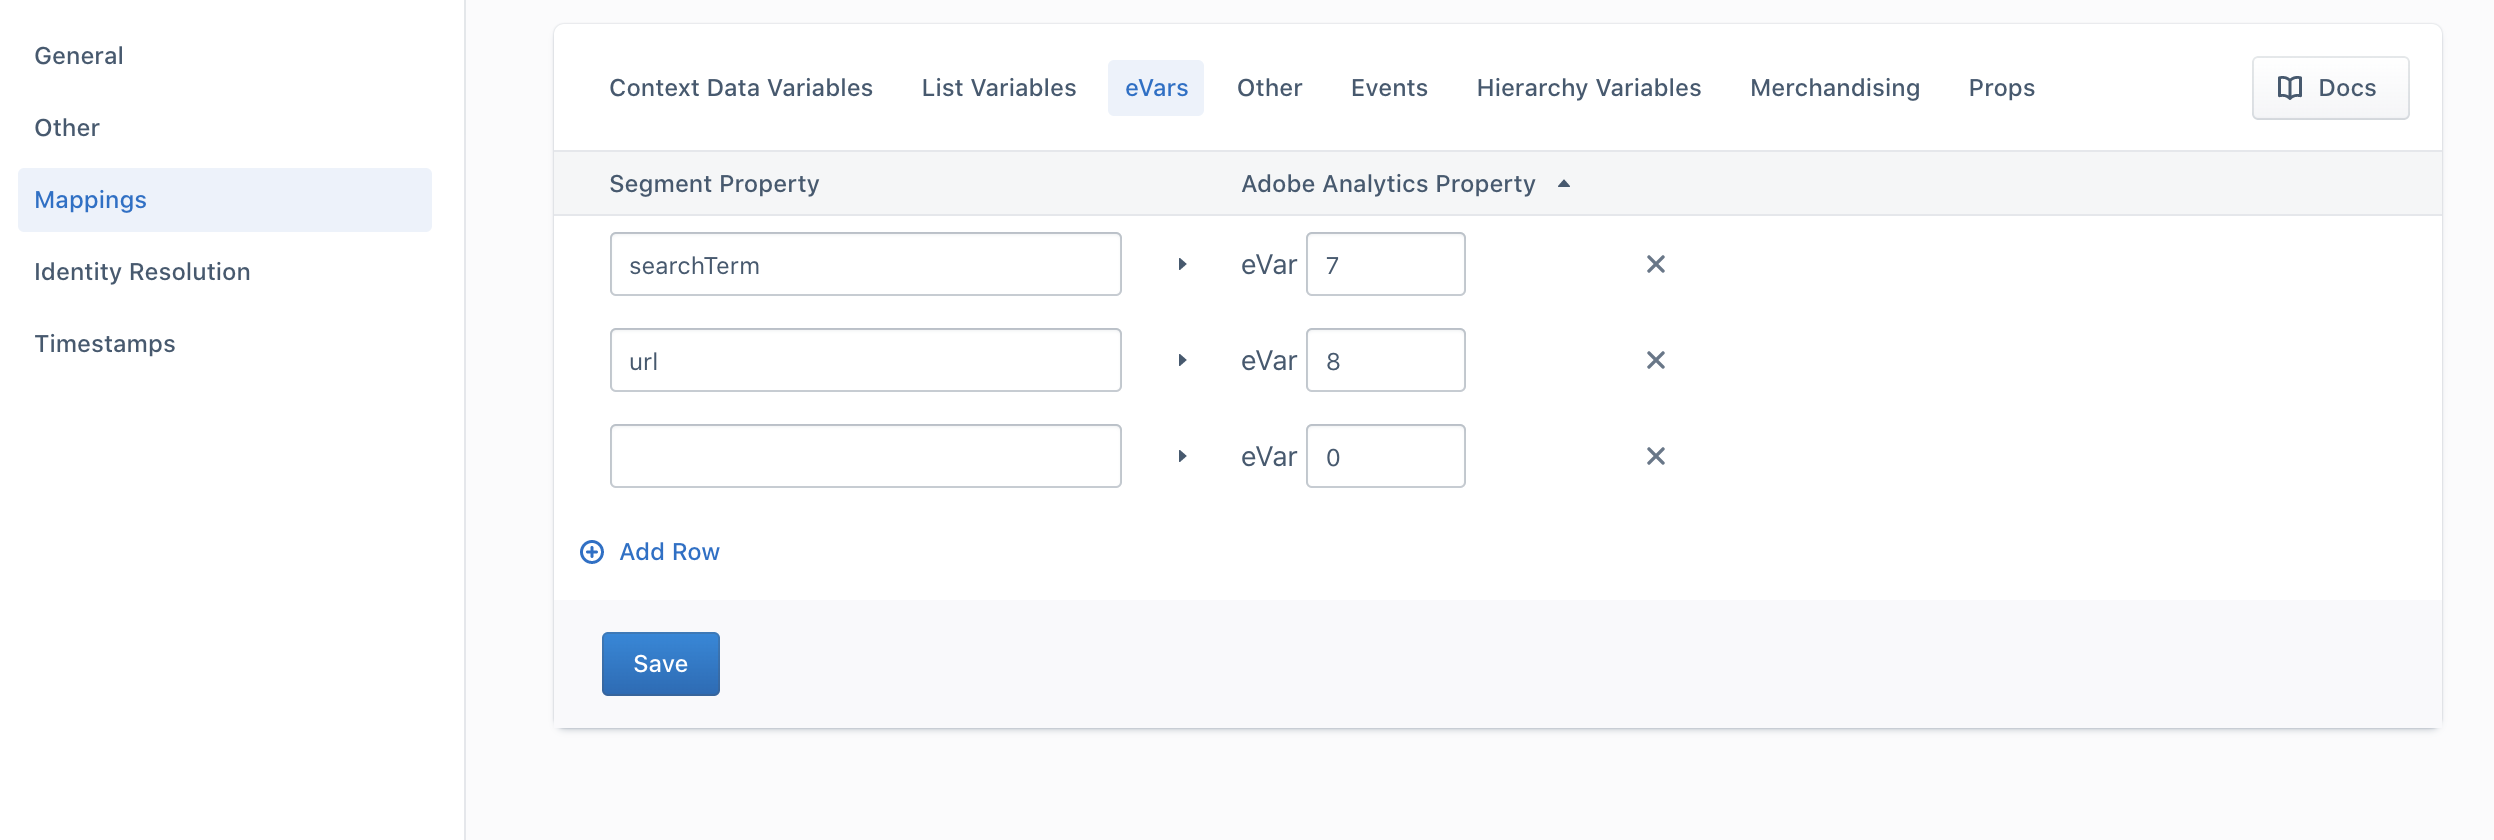 General
Other
Mappings
Identity Resolution
Timestamps
Context Data Variables List Variables eVars Other Events Hierarchy Variables Merchandising Props Docs
Segment Property Adobe Analytics Property
searchTerm eVar 7
url eVar 8
eVar 0
Add Row
Save